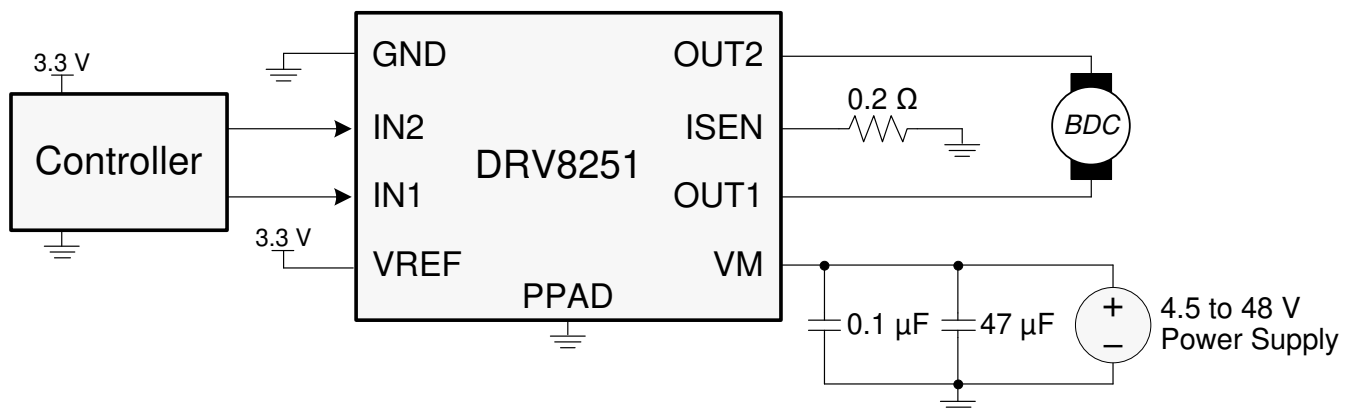 3.3 V
Controller
3.3 V
GND
IN2
IN1
VREF
DRV8251
PPAD
OUT2
ISEN
OUT1
VM
0.2 Ω
BDC
0.1 µF
47 µF
+
–
4.5 to 48 V
Power Supply